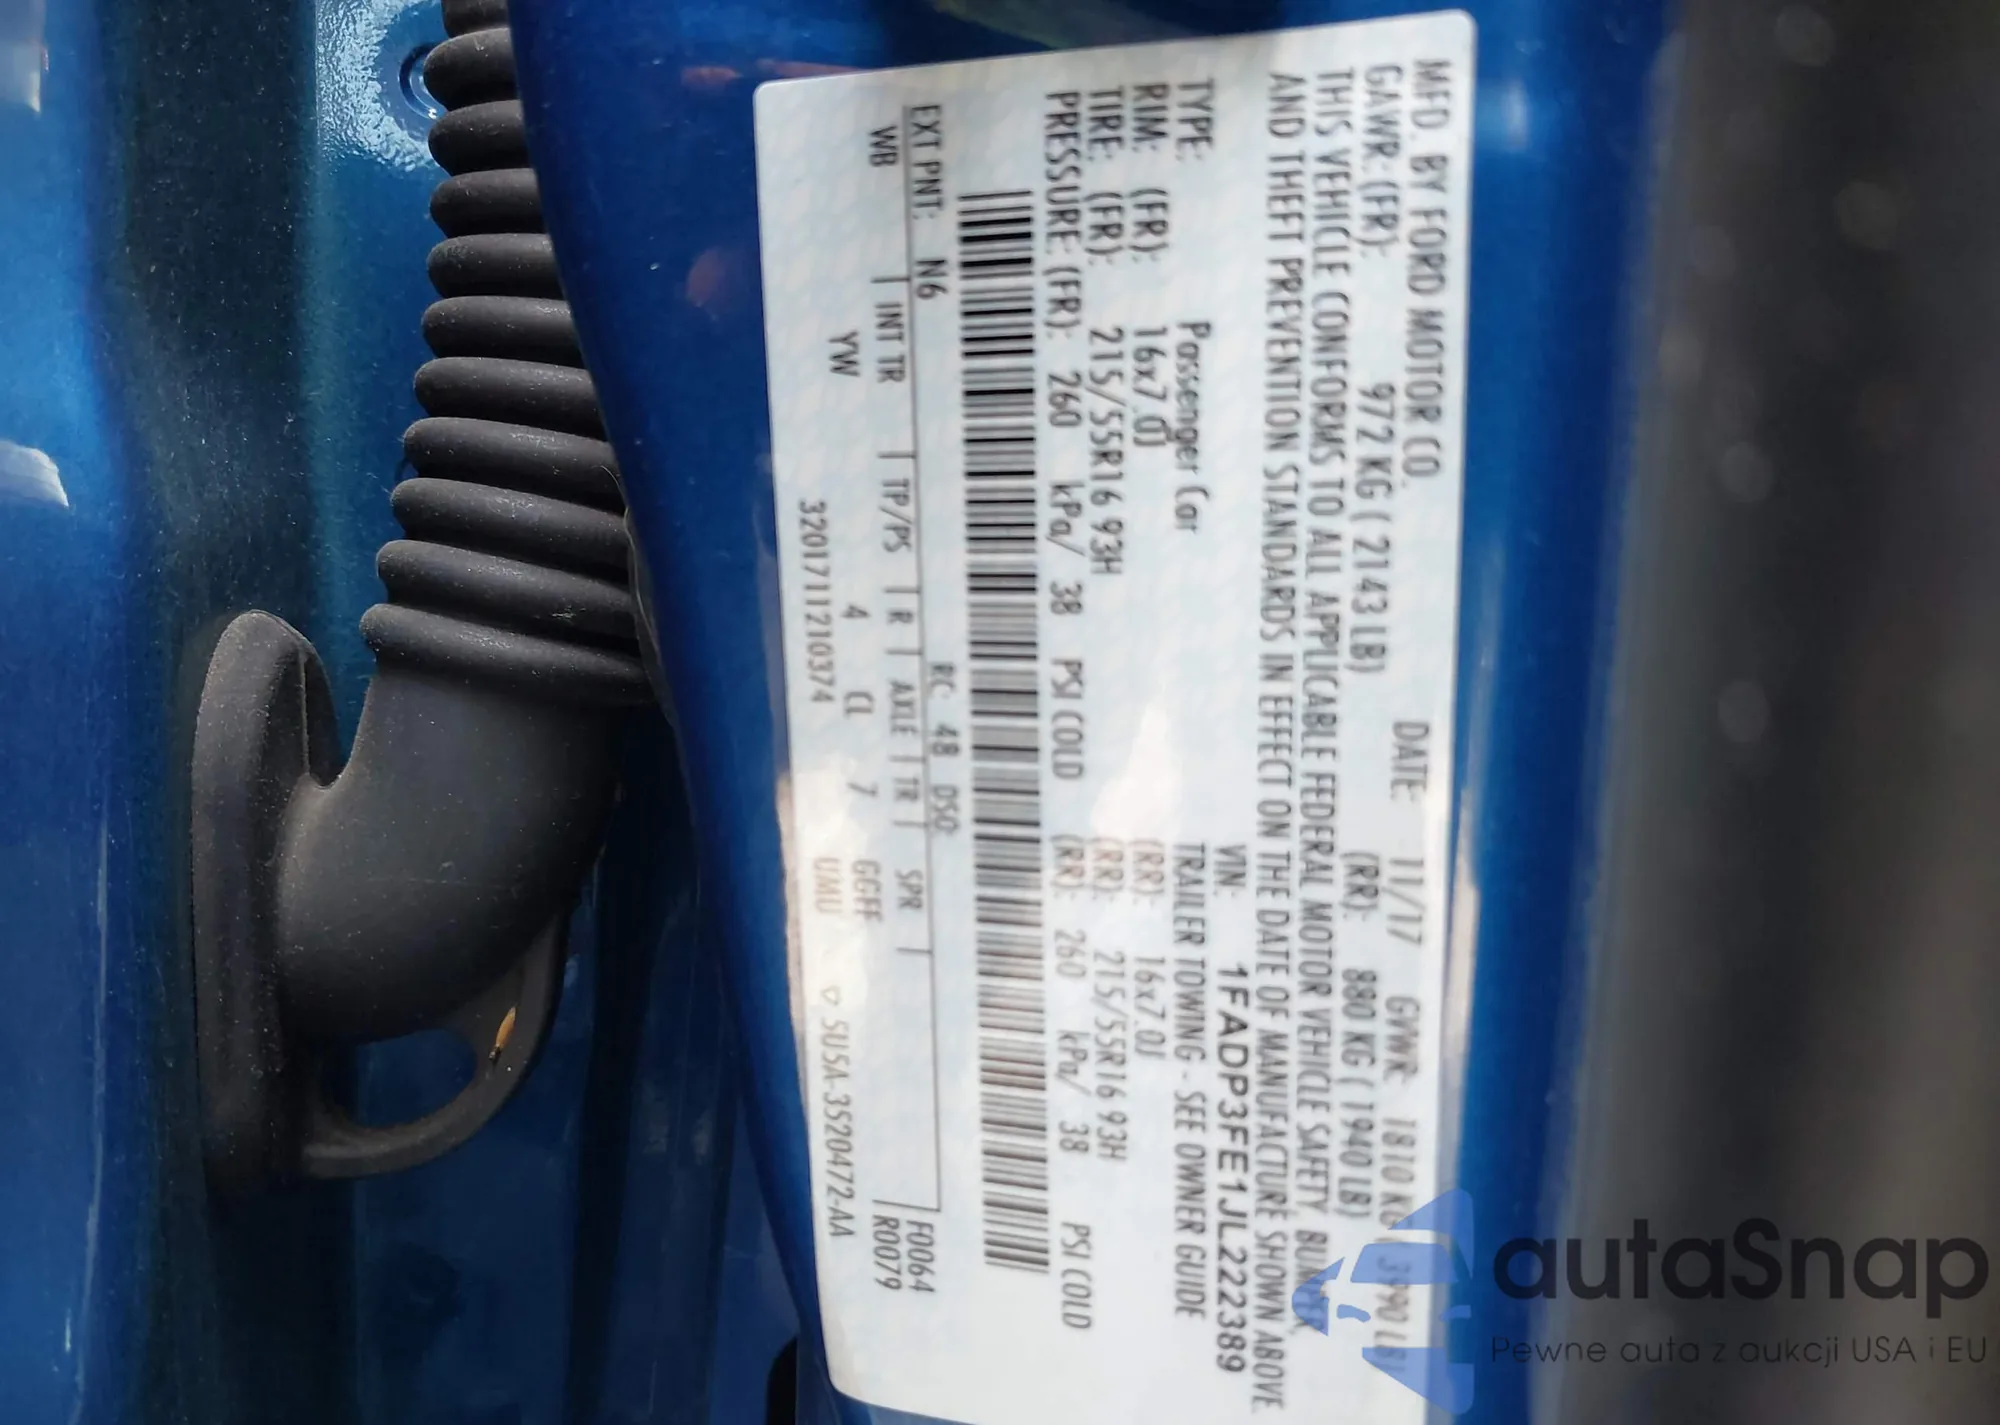 MFD. BY FORD MOTOR CO.
DATE: 11/17 GVWR: 1810 KG / 3990 LB)
GAWR: (FR): 972 KG ( 2143 LB) (RR): 880 KG ( 1940 LB)
THIS VEHICLE CONFORMS TO ALL APPLICABLE FEDERAL MOTOR VEHICLE SAFETY, BUMPER,
AND THEFT PREVENTION STANDARDS IN EFFECT ON THE DATE OF MANUFACTURE SHOWN ABOVE.
VIN: 1FADP3FE1JL222389
TYPE: Passenger Car TRAILER TOWING - SEE OWNER GUIDE
RIM: (FR): 16x7.0J (RR): 16x7.0J
TIRE: (FR): 215/55R16 93H (RR): 215/55R16 93H
PRESSURE: (FR): 260 kPa/ 38 PSI COLD (RR): 260 kPa/ 38 PSI COLD
EXT PNT: N6 RC: 48 DSO: F0064
WB INT TR TP/PS R AXLE TR SPR R0079
YW 4 CL 7 GGFF
320171121 0374 UMU SU5A-3520472-AA
autaSnap
Pewne auta z aukcji USA i EU